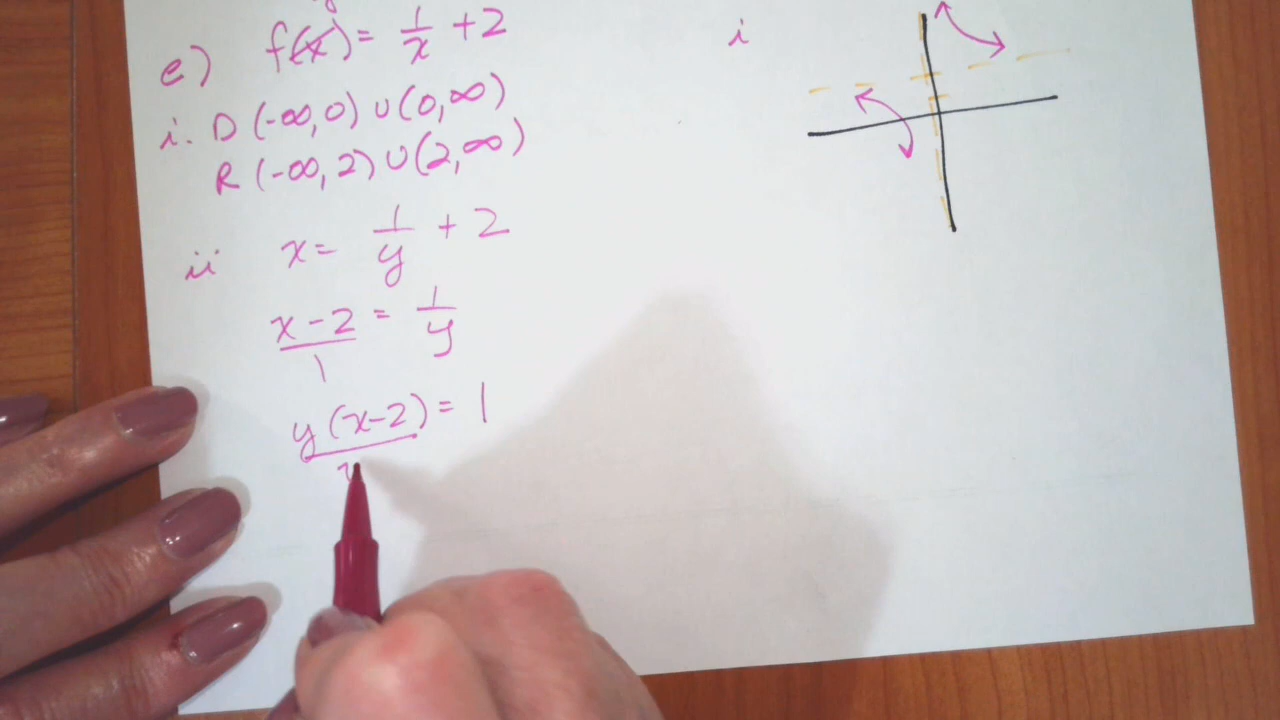 e) f(x) = 1/x + 2
i. D (-∞, 0) ∪ (0, ∞)
R (-∞, 2) ∪ (2, ∞)
ii x = 1/y + 2
(x - 2)/1 = 1/y
y (x - 2) = 1
i